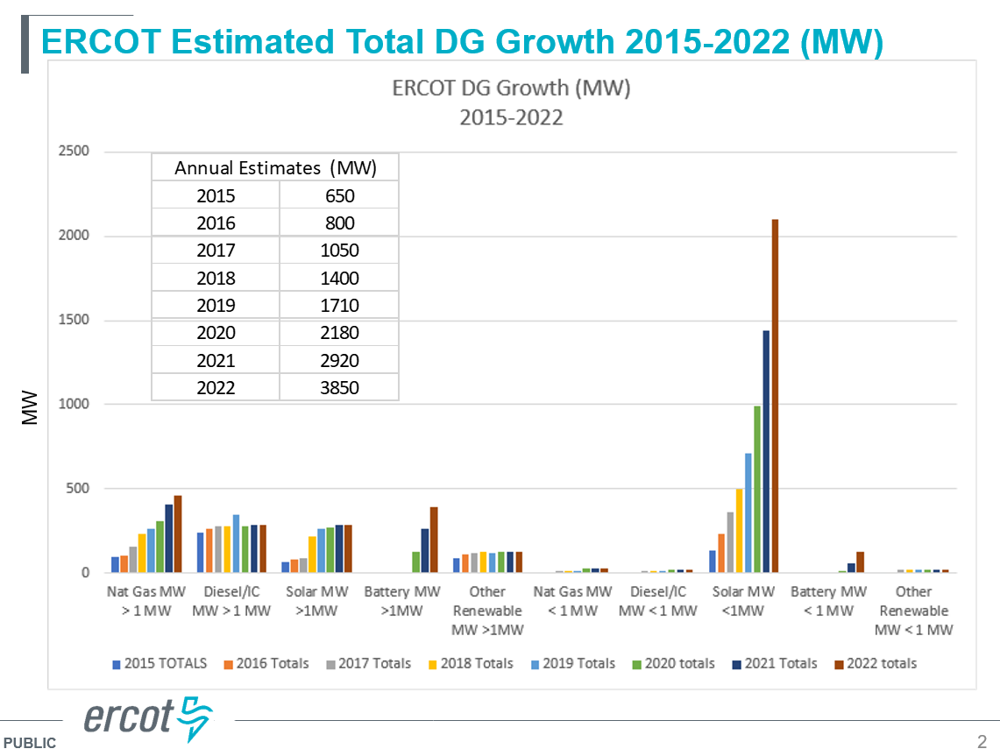 ERCOT Estimated Total DG Growth 2015-2022 (MW)
ERCOT DG Growth (MW)
2015-2022
2500
2000
1500
1000
500
0
MW
Annual Estimates (MW)
2015 650
2016 800
2017 1050
2018 1400
2019 1710
2020 2180
2021 2920
2022 3850
Nat Gas MW
> 1 MW
Diesel/IC
MW > 1 MW
Solar MW
>1MW
Battery MW
>1MW
Other
Renewable
MW >1MW
Nat Gas MW
< 1 MW
Diesel/IC
MW < 1 MW
Solar MW
<1MW
Battery MW
< 1 MW
Other
Renewable
MW < 1 MW
2015 TOTALS 2016 Totals 2017 Totals 2018 Totals 2019 Totals 2020 totals 2021 Totals 2022 totals
ercot
PUBLIC
2